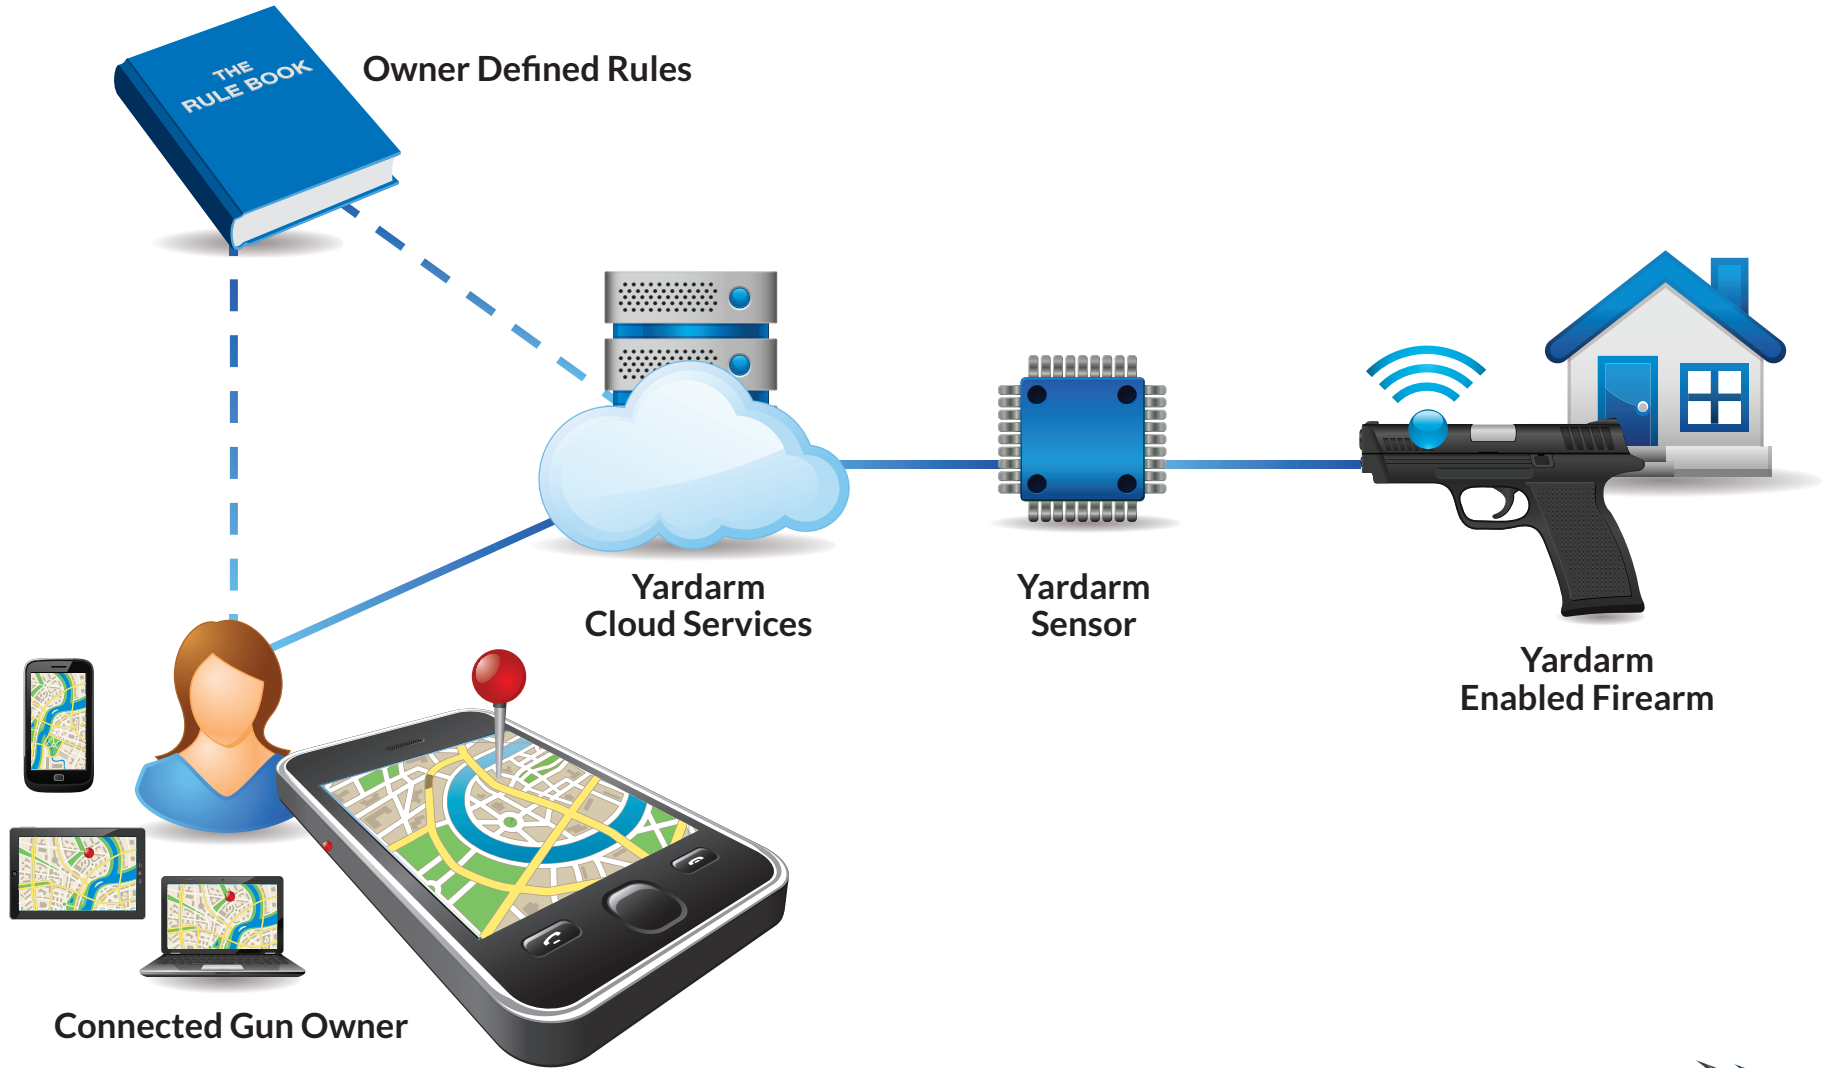 THE
RULE BOOK
Owner Defined Rules
Yardarm
Cloud Services
Yardarm
Sensor
Yardarm
Enabled Firearm
Connected Gun Owner